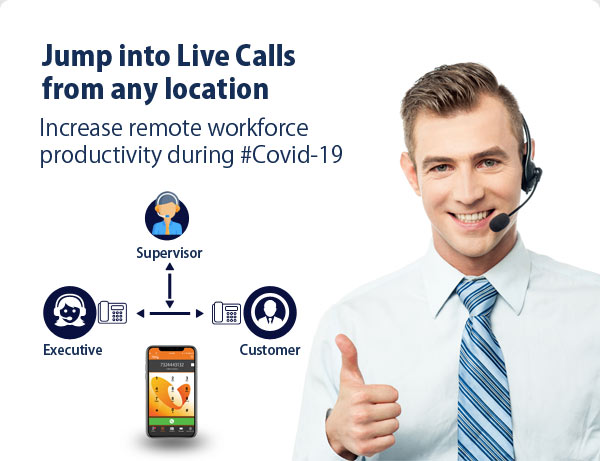 Jump into Live Calls
from any location
Increase remote workforce
productivity during #Covid-19
Supervisor
Executive
Customer